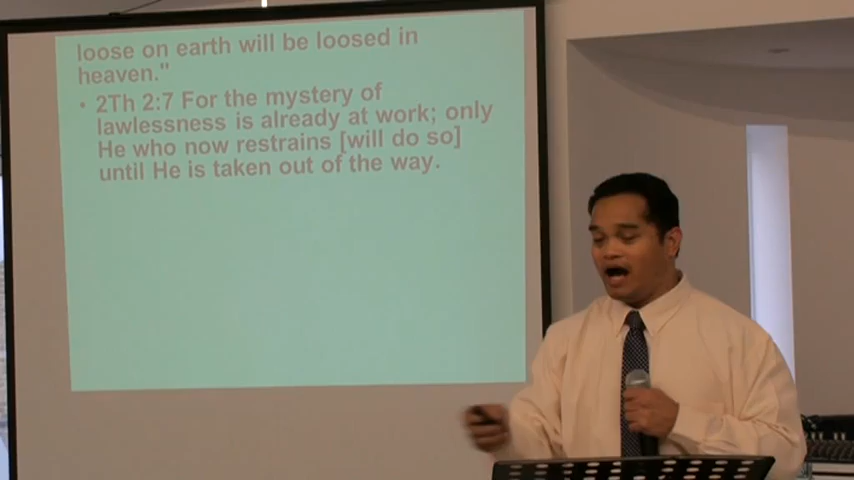 loose on earth will be loosed in
heaven."
• 2Th 2:7 For the mystery of
lawlessness is already at work; only
He who now restrains [will do so]
until He is taken out of the way.